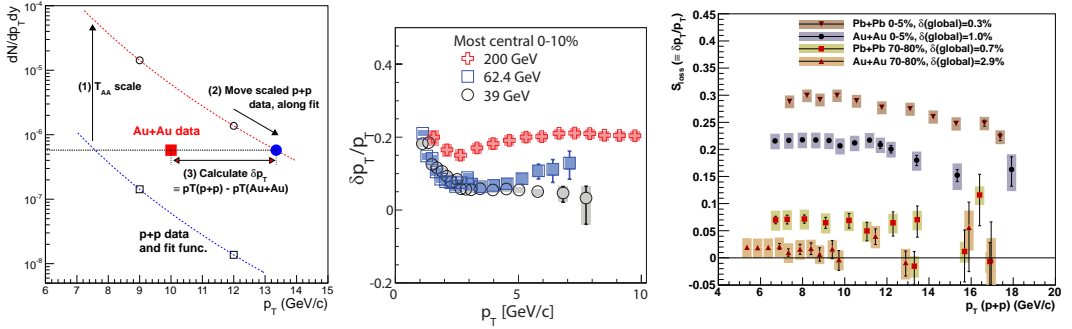 dN/dp_T dy
10^-4
10^-5
10^-6
10^-7
10^-8
(1) T_AA scale
(2) Move scaled p+p
data, along fit
Au+Au data
(3) Calculate δp_T
= pT(p+p) - pT(Au+Au)
p+p data
and fit func.
6 7 8 9 10 11 12 13 14 15
p_T (GeV/c)
δp_T/p_T
0.4
0.2
0
-0.2
Most central 0-10%
200 GeV
62.4 GeV
39 GeV
0 5 10
p_T [GeV/c]
S_loss (≡ δp_T/p_T)
0.45
0.4
0.35
0.3
0.25
0.2
0.15
0.1
0.05
0
-0.05
Pb+Pb 0-5%, δ(global)=0.3%
Au+Au 0-5%, δ(global)=1.0%
Pb+Pb 70-80%, δ(global)=0.7%
Au+Au 70-80%, δ(global)=2.9%
4 6 8 10 12 14 16 18 20
p_T (p+p) (GeV/c)